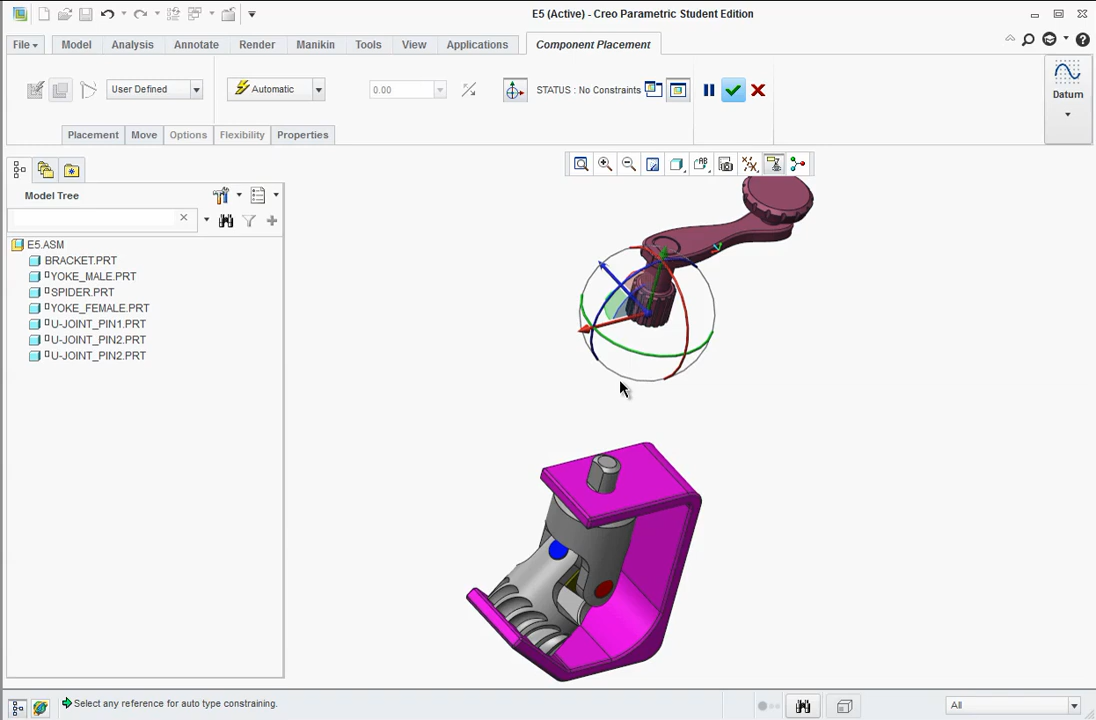 E5 (Active) - Creo Parametric Student Edition
File Model Analysis Annotate Render Manikin Tools View Applications Component Placement
User Defined Automatic 0.00 STATUS : No Constraints
Datum
Placement Move Options Flexibility Properties
Model Tree
E5.ASM
BRACKET.PRT
YOKE_MALE.PRT
SPIDER.PRT
YOKE_FEMALE.PRT
U-JOINT_PIN1.PRT
U-JOINT_PIN2.PRT
U-JOINT_PIN2.PRT
Select any reference for auto type constraining.
All